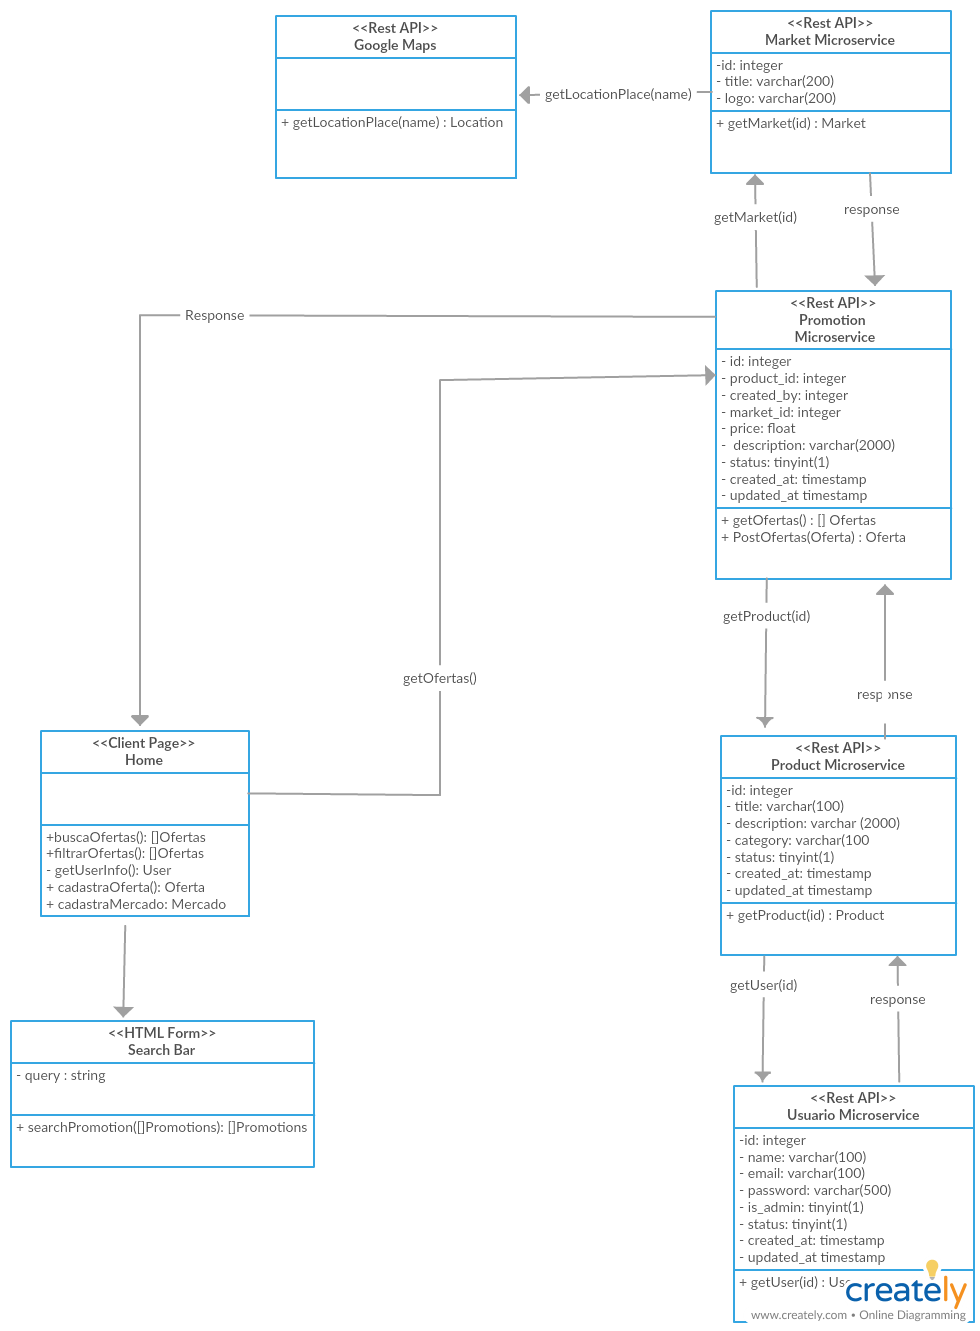 <<Rest API>>
Google Maps
+ getLocationPlace(name) : Location
getLocationPlace(name)
<<Rest API>>
Market Microservice
-id: integer
- title: varchar(200)
- logo: varchar(200)
+ getMarket(id) : Market
getMarket(id)
response
<<Rest API>>
Promotion
Microservice
- id: integer
- product_id: integer
- created_by: integer
- market_id: integer
- price: float
- description: varchar(2000)
- status: tinyint(1)
- created_at: timestamp
- updated_at timestamp
+ getOfertas() : [] Ofertas
+ PostOfertas(Oferta) : Oferta
Response
getOfertas()
getProduct(id)
response
<<Client Page>>
Home
+buscaOfertas(): []Ofertas
+filtrarOfertas(): []Ofertas
- getUserInfo(): User
+ cadastraOferta(): Oferta
+ cadastraMercado: Mercado
<<Rest API>>
Product Microservice
-id: integer
- title: varchar(100)
- description: varchar (2000)
- category: varchar(100
- status: tinyint(1)
- created_at: timestamp
- updated_at timestamp
+ getProduct(id) : Product
getUser(id)
response
<<HTML Form>>
Search Bar
- query : string
+ searchPromotion([]Promotions): []Promotions
<<Rest API>>
Usuario Microservice
-id: integer
- name: varchar(100)
- email: varchar(100)
- password: varchar(500)
- is_admin: tinyint(1)
- status: tinyint(1)
- created_at: timestamp
- updated_at timestamp
+ getUser(id) :
creately
www.creately.com • Online Diagramming